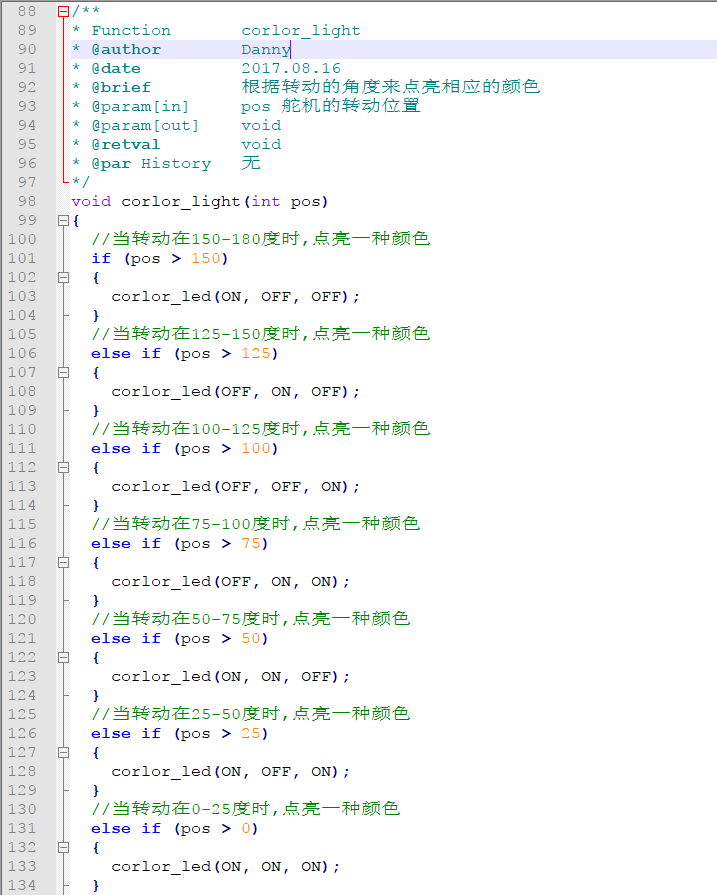 88 /**
89 * Function       corlor_light
90 * @author        Danny
91 * @date          2017.08.16
92 * @brief         根据转动的角度来点亮相应的颜色
93 * @param[in]     pos 舵机的转动位置
94 * @param[out]    void
95 * @retval        void
96 * @par History   无
97 */
98 void corlor_light(int pos)
99 {
100   //当转动在150-180度时,点亮一种颜色
101   if (pos > 150)
102   {
103     corlor_led(ON, OFF, OFF);
104   }
105   //当转动在125-150度时,点亮一种颜色
106   else if (pos > 125)
107   {
108     corlor_led(OFF, ON, OFF);
109   }
110   //当转动在100-125度时,点亮一种颜色
111   else if (pos > 100)
112   {
113     corlor_led(OFF, OFF, ON);
114   }
115   //当转动在75-100度时,点亮一种颜色
116   else if (pos > 75)
117   {
118     corlor_led(OFF, ON, ON);
119   }
120   //当转动在50-75度时,点亮一种颜色
121   else if (pos > 50)
122   {
123     corlor_led(ON, ON, OFF);
124   }
125   //当转动在25-50度时,点亮一种颜色
126   else if (pos > 25)
127   {
128     corlor_led(ON, OFF, ON);
129   }
130   //当转动在0-25度时,点亮一种颜色
131   else if (pos > 0)
132   {
133     corlor_led(ON, ON, ON);
134   }